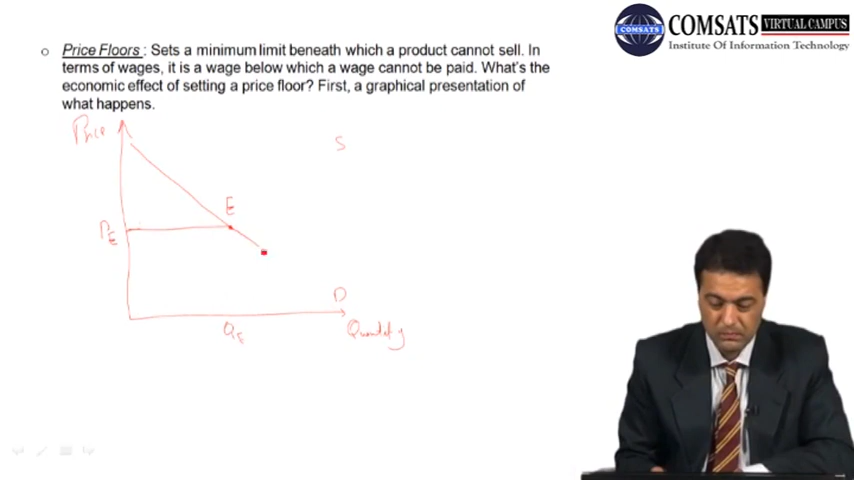 COMSATS VIRTUAL CAMPUS
Institute Of Information Technology
o Price Floors : Sets a minimum limit beneath which a product cannot sell. In
terms of wages, it is a wage below which a wage cannot be paid. What's the
economic effect of setting a price floor? First, a graphical presentation of
what happens.
Price
S
E
PE
D
QE
Quantity